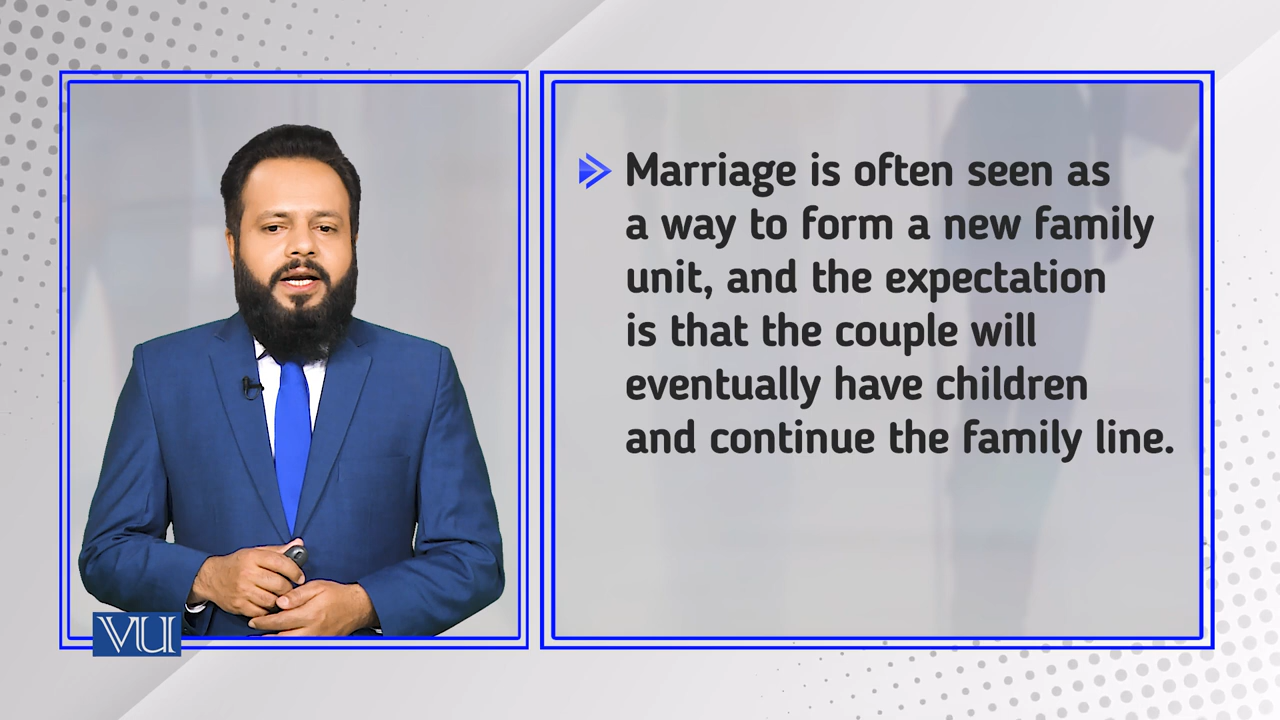 Marriage is often seen as
a way to form a new family
unit, and the expectation
is that the couple will
eventually have children
and continue the family line.
VU